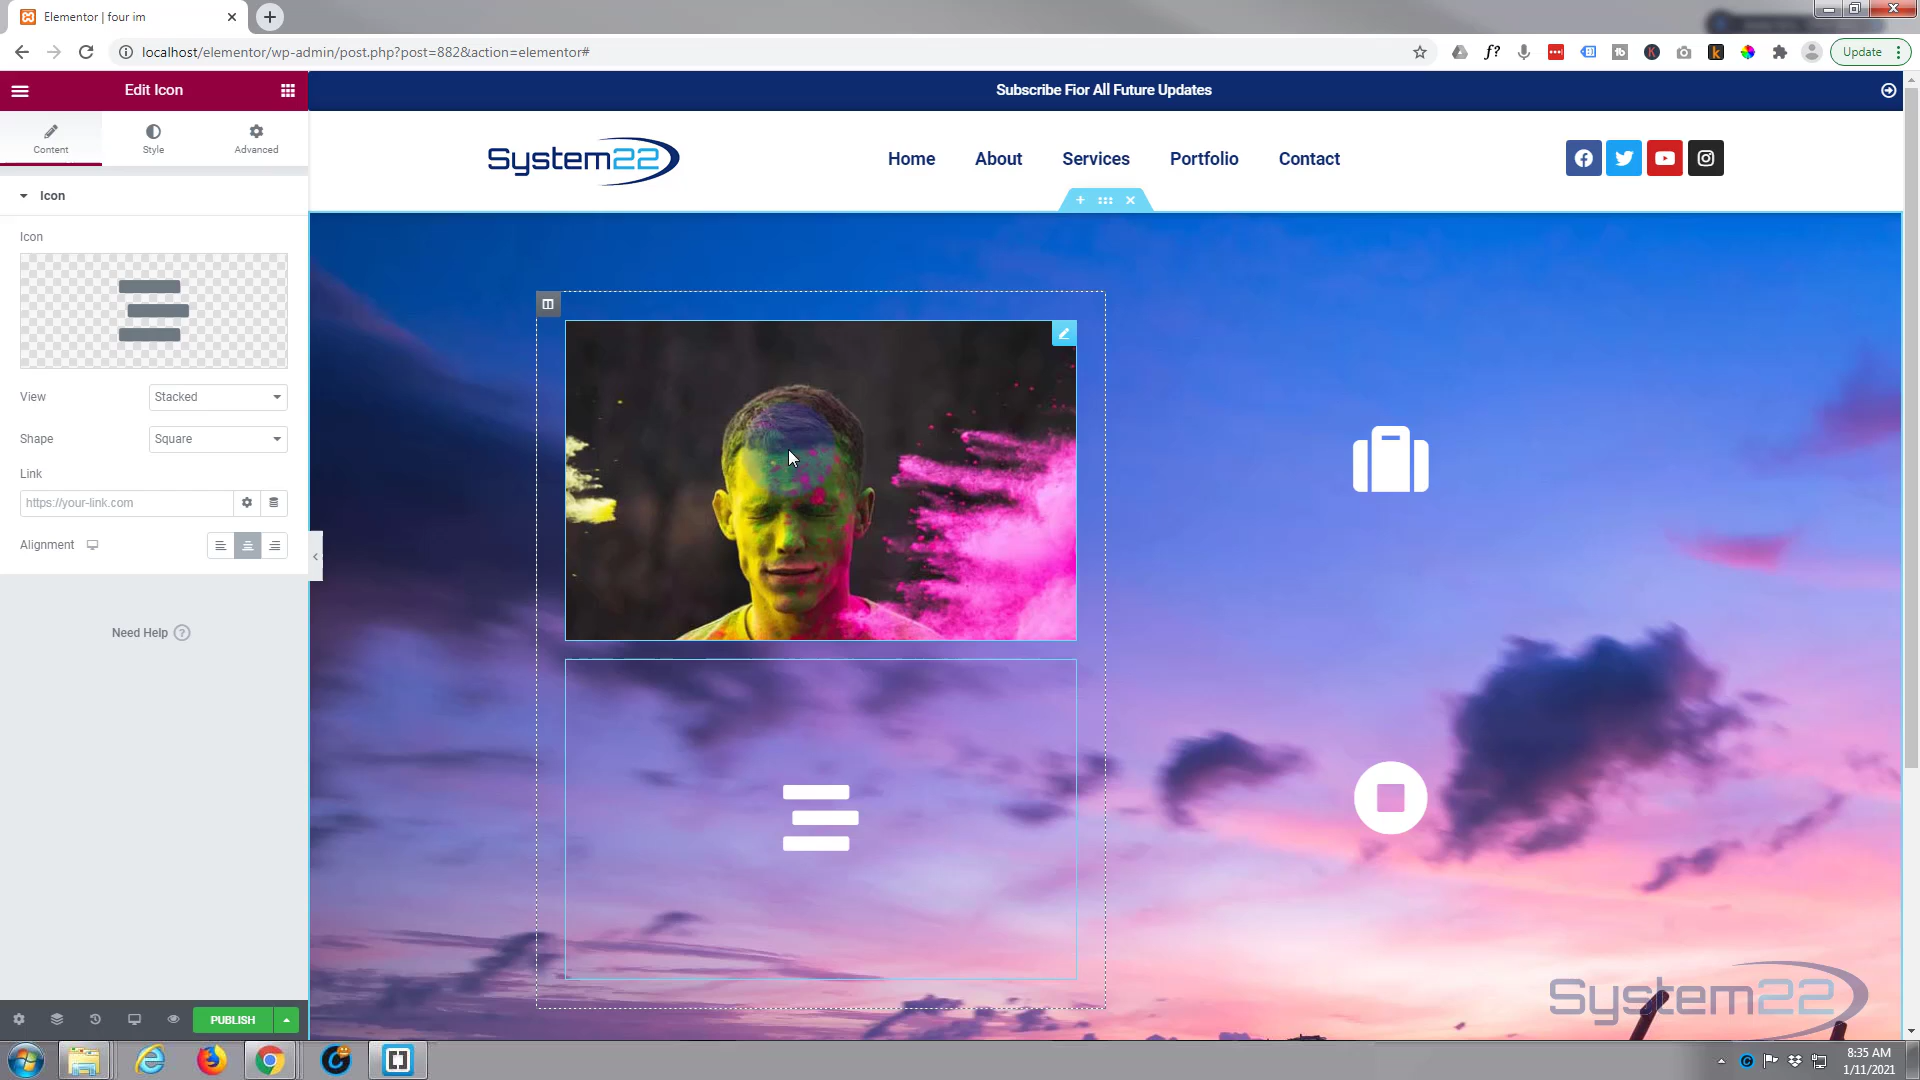 Elementor | four im
localhost/elementor/wp-admin/post.php?post=882&action=elementor#
f?
Update
Edit Icon
Subscribe Fior All Future Updates
Content
Style
Advanced
System22
Home
About
Services
Portfolio
Contact
Icon
Icon
View
Stacked
Shape
Square
Link
https://your-link.com
Alignment
Need Help ?
PUBLISH
System22
8:35 AM
1/11/2021